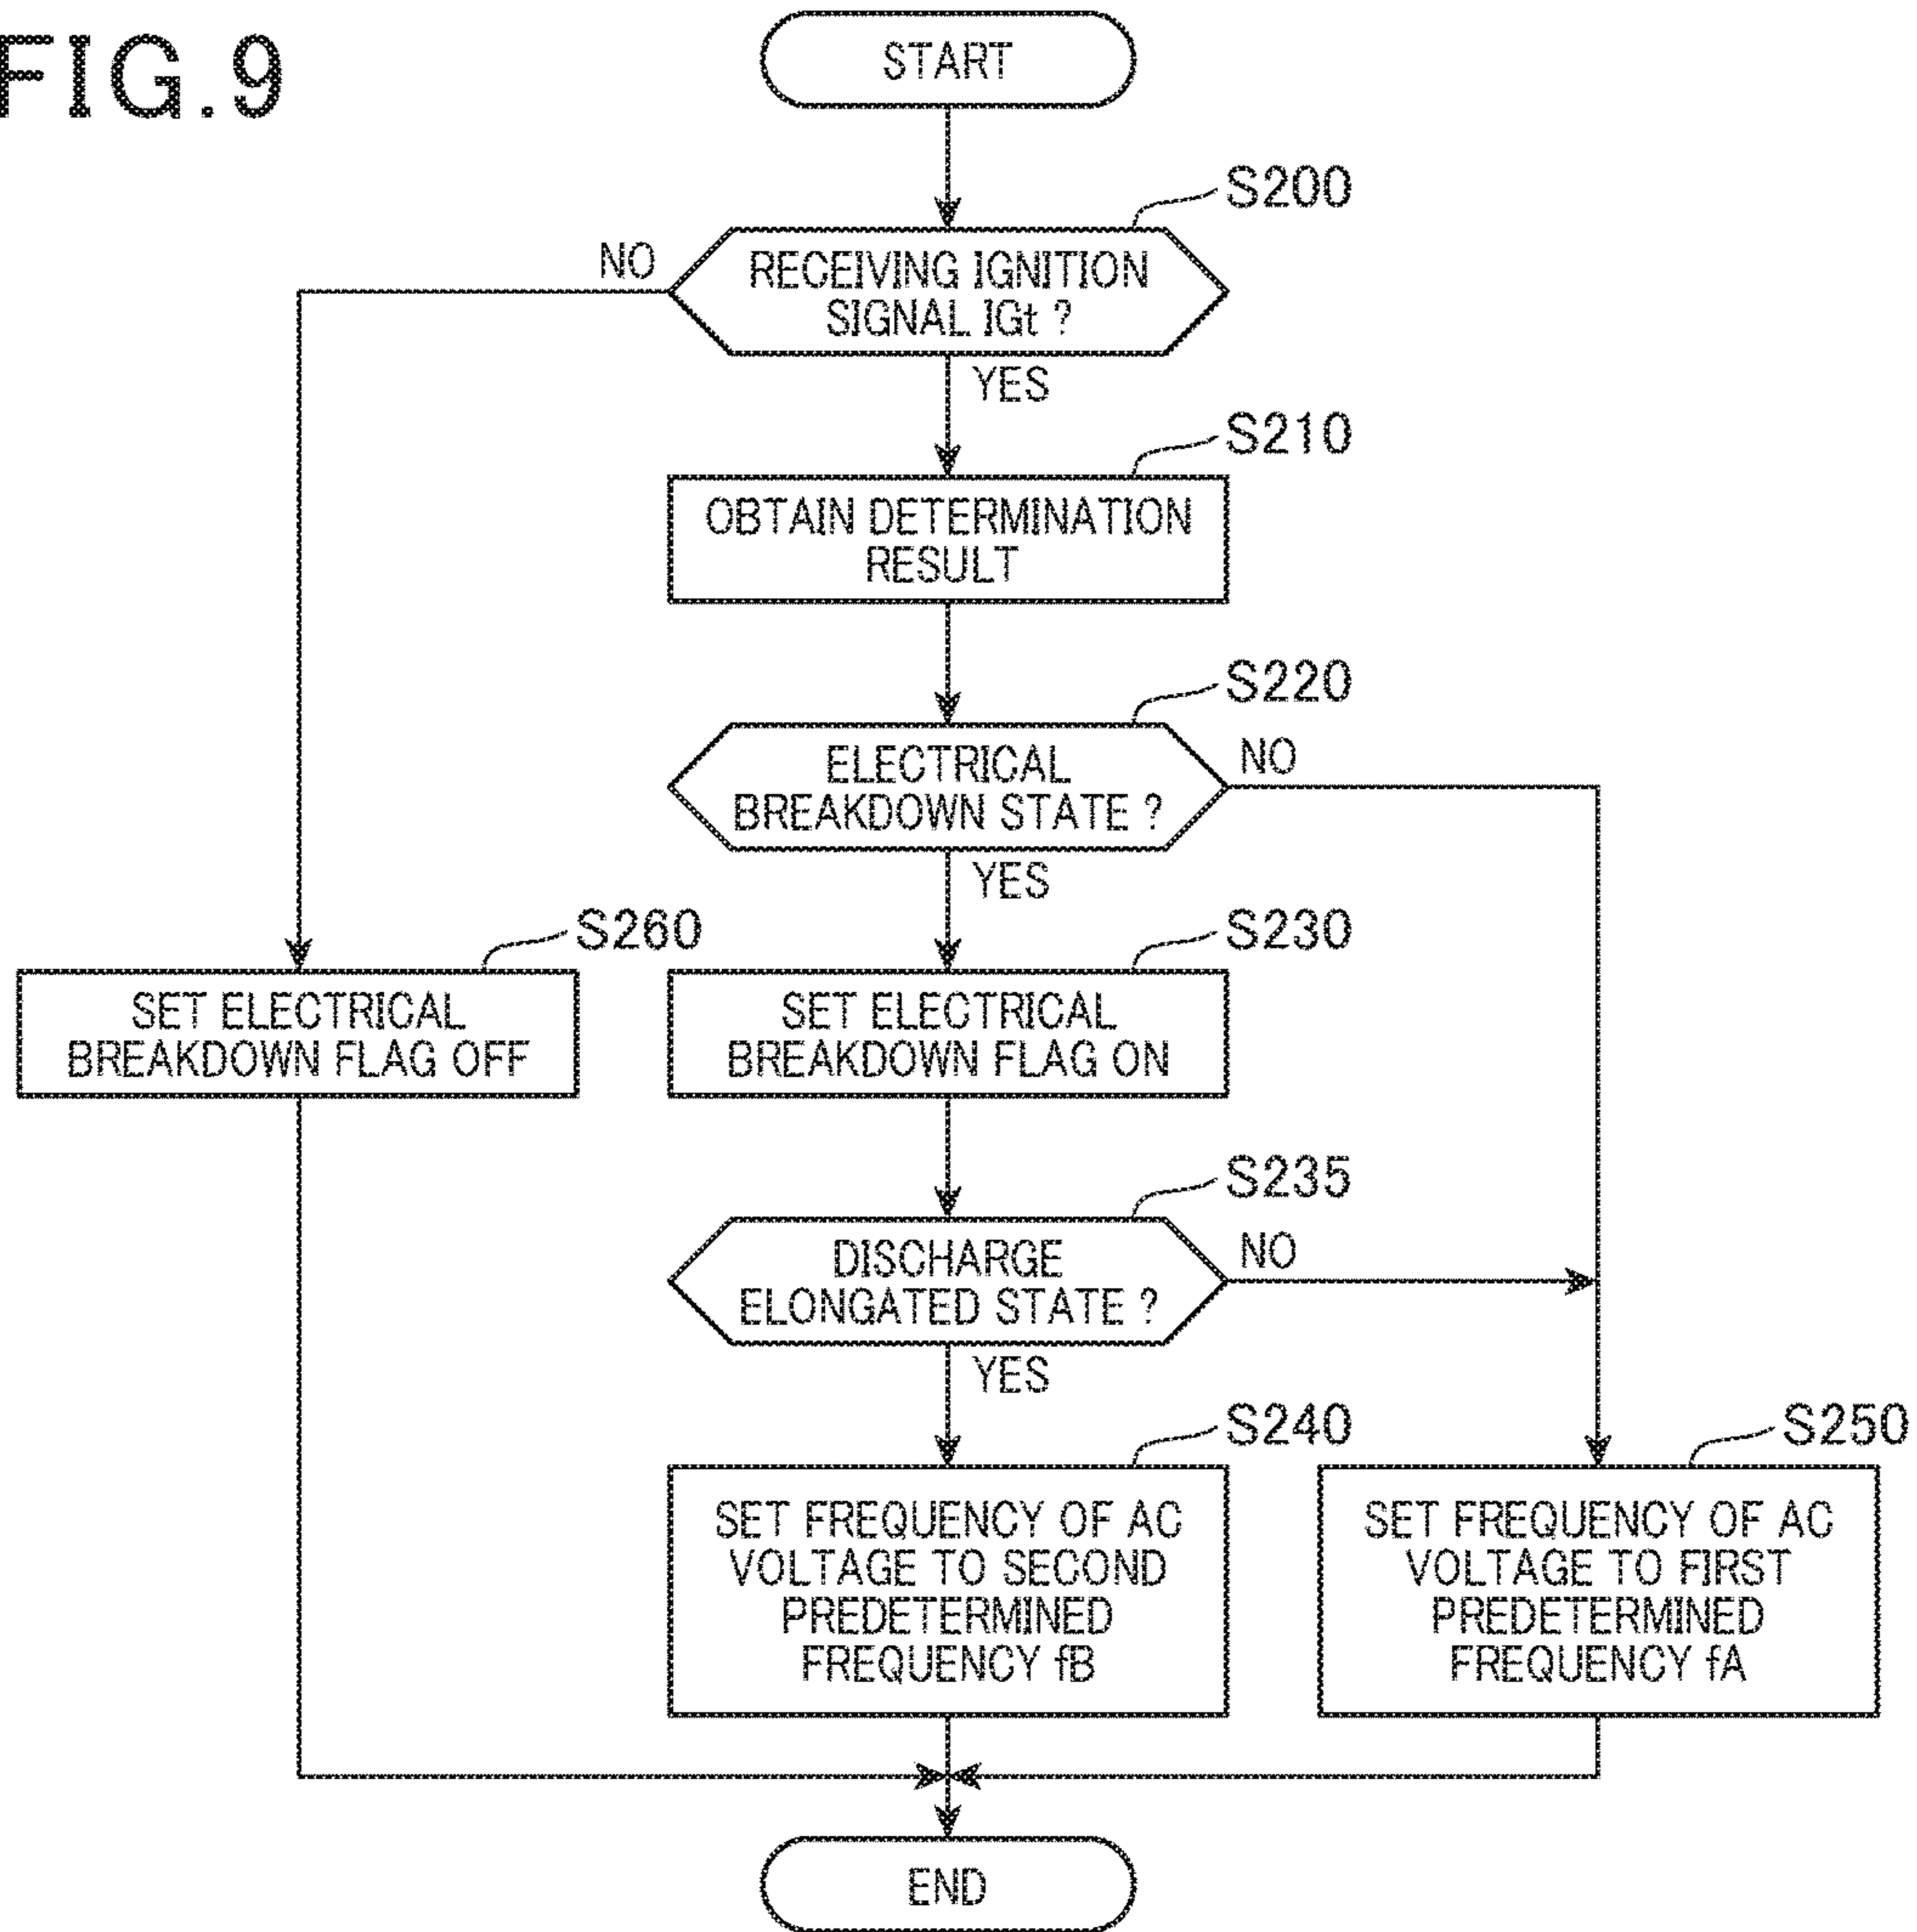 FIG.9
START
S200
NO
RECEIVING IGNITION
SIGNAL IGt ?
YES
S210
OBTAIN DETERMINATION
RESULT
S220
ELECTRICAL
BREAKDOWN STATE ?
NO
YES
S260
SET ELECTRICAL
BREAKDOWN FLAG OFF
S230
SET ELECTRICAL
BREAKDOWN FLAG ON
S235
DISCHARGE
ELONGATED STATE ?
NO
YES
S240
SET FREQUENCY OF AC
VOLTAGE TO SECOND
PREDETERMINED
FREQUENCY fB
S250
SET FREQUENCY OF AC
VOLTAGE TO FIRST
PREDETERMINED
FREQUENCY fA
END